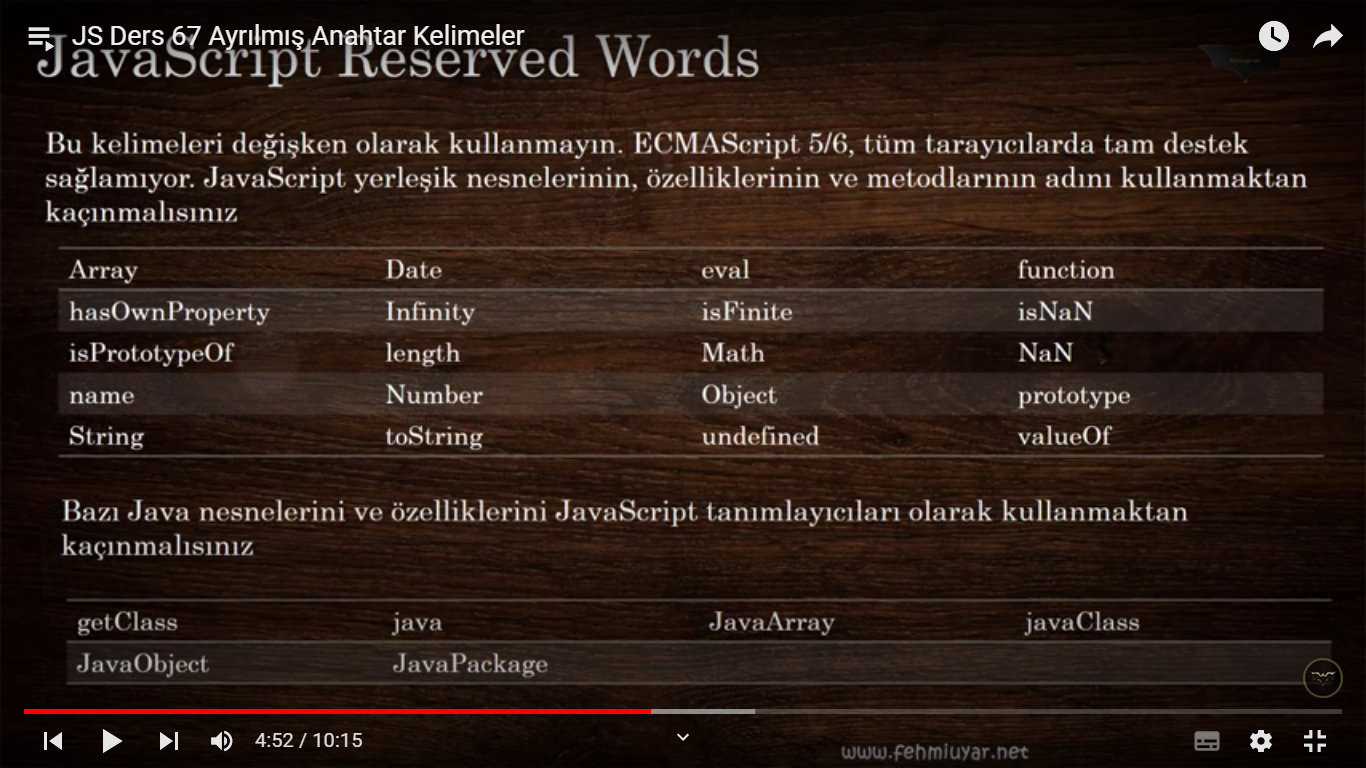 JS Ders 67 Ayrılmış Anahtar Kelimeler
JavaScript Reserved Words
Bu kelimeleri değişken olarak kullanmayın. ECMAScript 5/6, tüm tarayıcılarda tam destek
sağlamıyor. JavaScript yerleşik nesnelerinin, özelliklerinin ve metodlarının adını kullanmaktan
kaçınmalısınız
Array Date eval function
hasOwnProperty Infinity isFinite isNaN
isPrototypeOf length Math NaN
name Number Object prototype
String toString undefined valueOf
Bazı Java nesnelerini ve özelliklerini JavaScript tanımlayıcıları olarak kullanmaktan
kaçınmalısınız
getClass java JavaArray javaClass
JavaObject JavaPackage
4:52 / 10:15
www.fehmiuyar.net